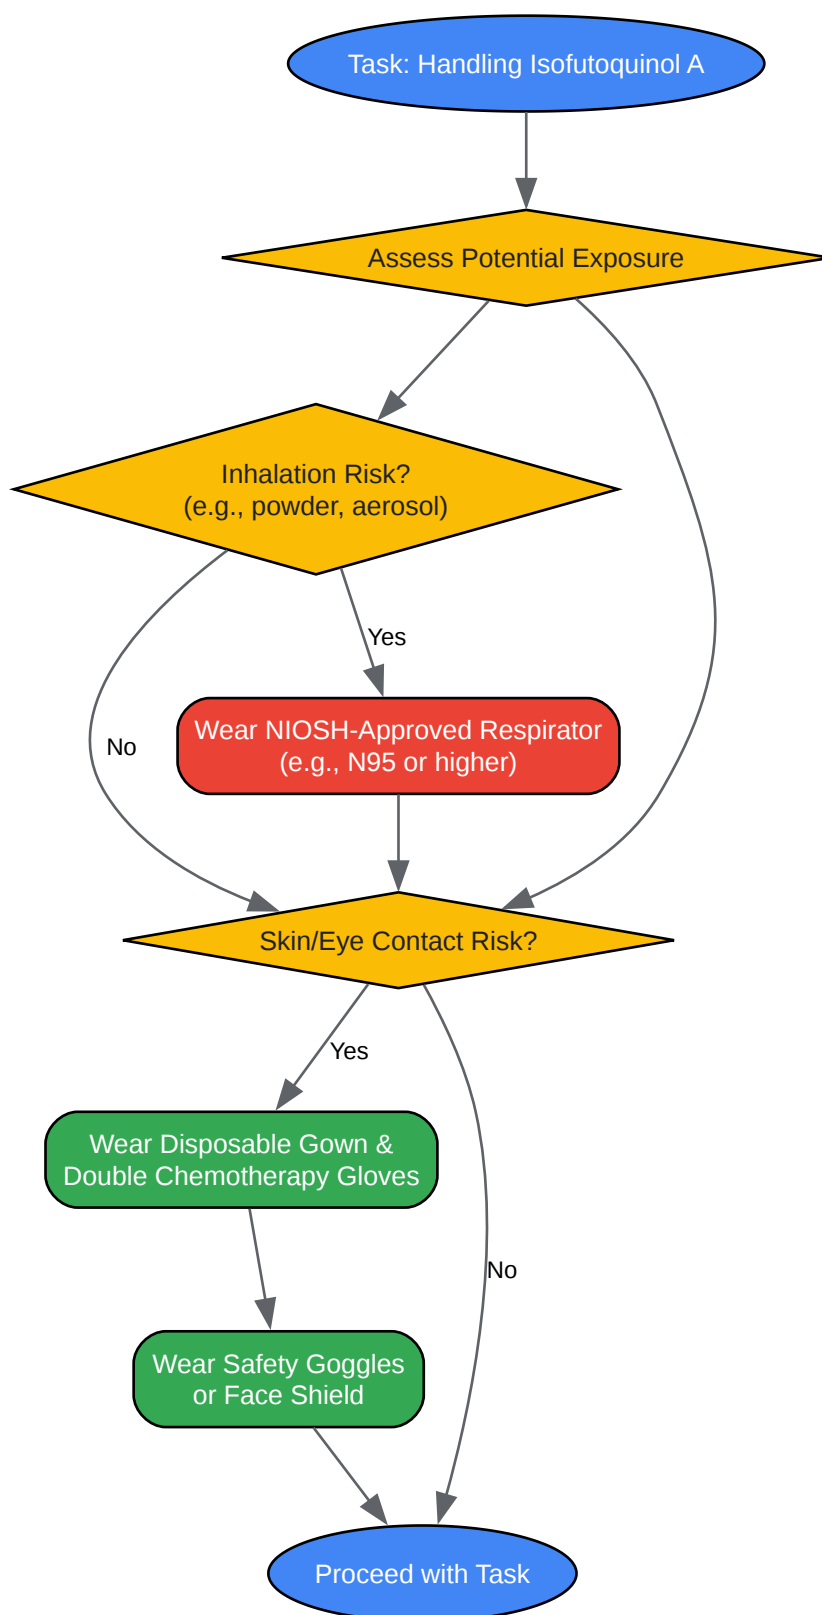 Task: Handling Isofutoquinol A
Assess Potential Exposure
Inhalation Risk?
(e.g., powder, aerosol)
Yes
Wear NIOSH-Approved Respirator
(e.g., N95 or higher)
No
Skin/Eye Contact Risk?
Yes
Wear Disposable Gown &
Double Chemotherapy Gloves
No
Wear Safety Goggles
or Face Shield
Proceed with Task